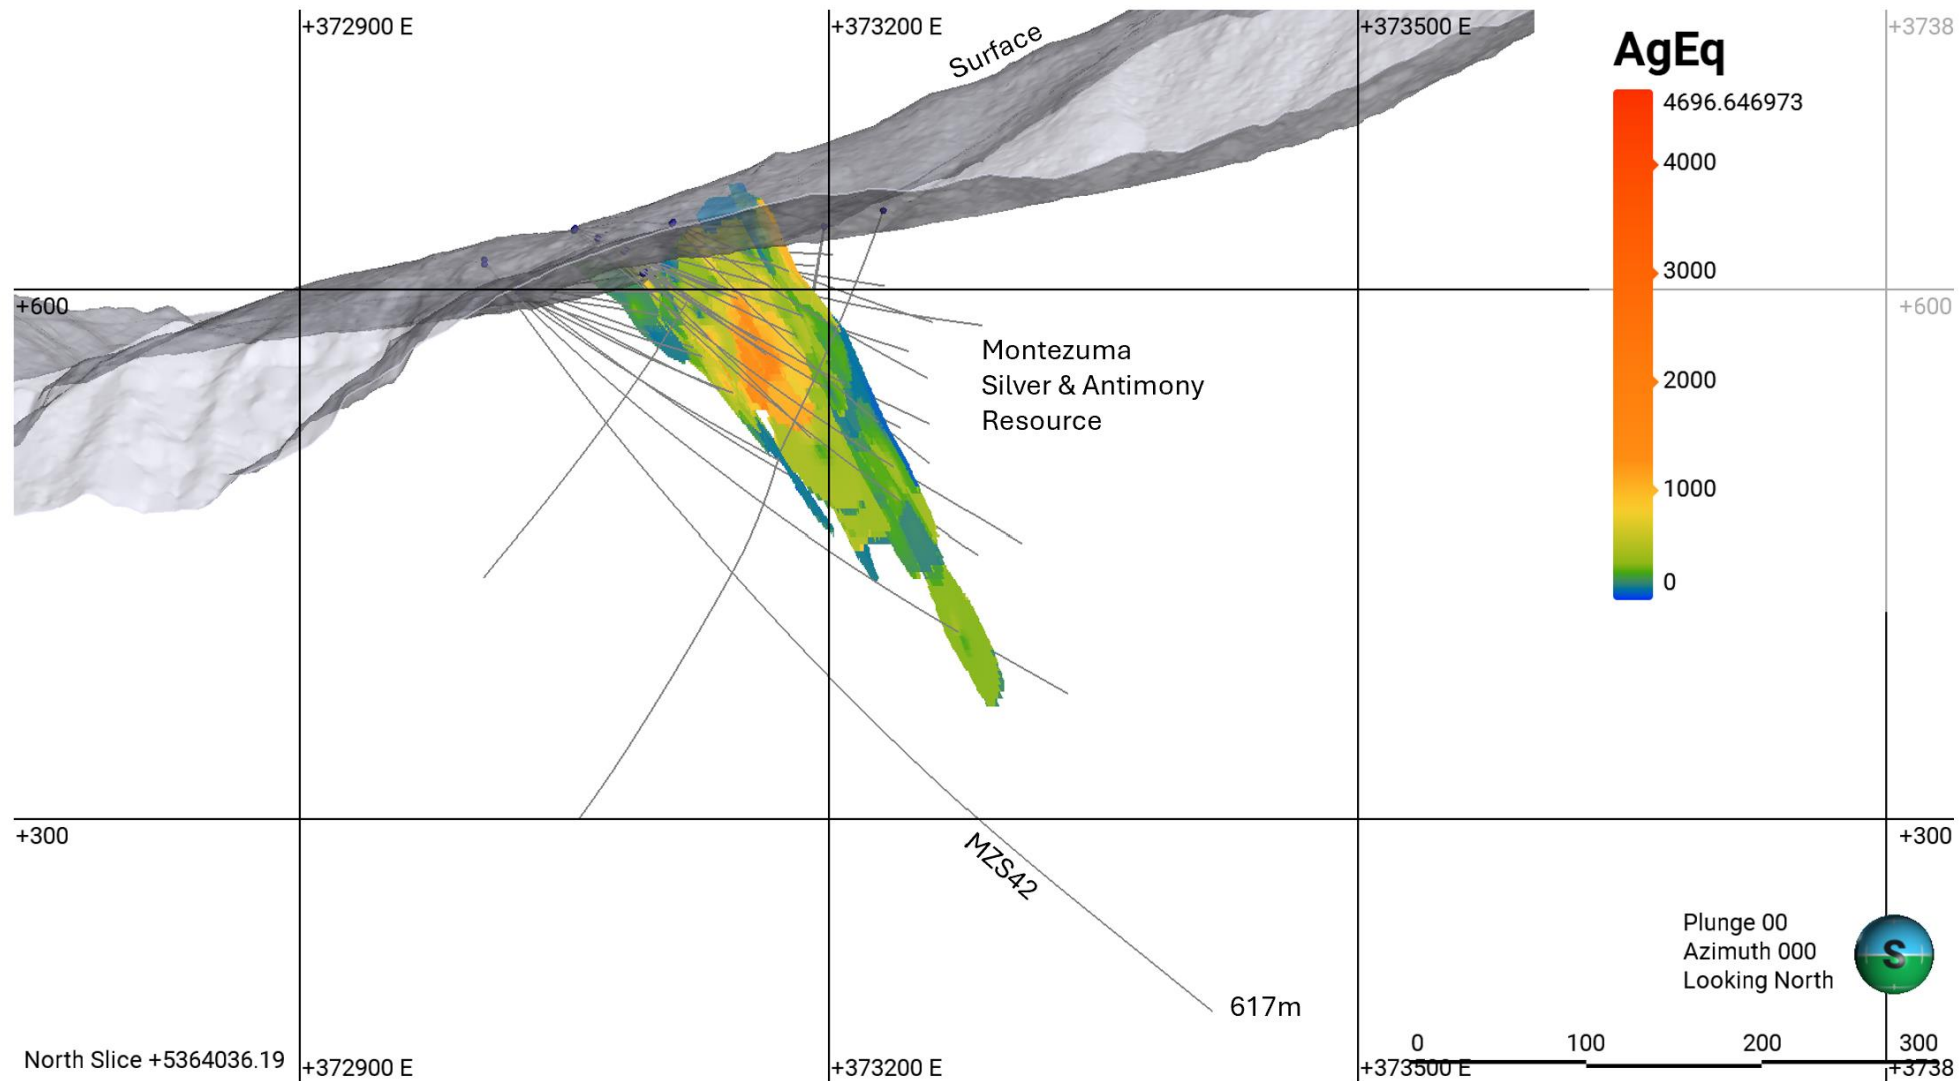 +372900 E
+373200 E
+373500 E
+3738
Surface
AgEq
4696.646973
4000
3000
2000
1000
0
+600
+600
Montezuma
Silver & Antimony
Resource
+300
+300
MZS42
617m
Plunge 00
Azimuth 000
Looking North
S
0 100 200 300
North Slice +5364036.19
+372900 E
+373200 E
+373500 E
+3738